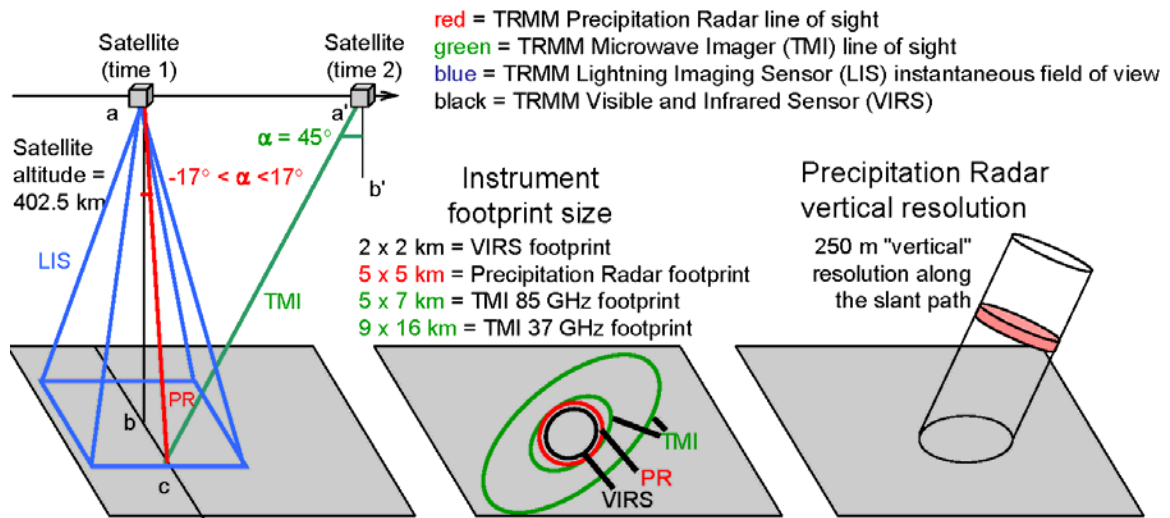 red = TRMM Precipitation Radar line of sight
green = TRMM Microwave Imager (TMI) line of sight
blue = TRMM Lightning Imaging Sensor (LIS) instantaneous field of view
black = TRMM Visible and Infrared Sensor (VIRS)
Satellite
(time 1)
Satellite
(time 2)
a
a'
α = 45°
b'
Satellite
altitude =
402.5 km
-17° < α <17°
LIS
TMI
PR
b
c
Instrument
footprint size
2 x 2 km = VIRS footprint
5 x 5 km = Precipitation Radar footprint
5 x 7 km = TMI 85 GHz footprint
9 x 16 km = TMI 37 GHz footprint
TMI
PR
VIRS
Precipitation Radar
vertical resolution
250 m "vertical"
resolution along
the slant path